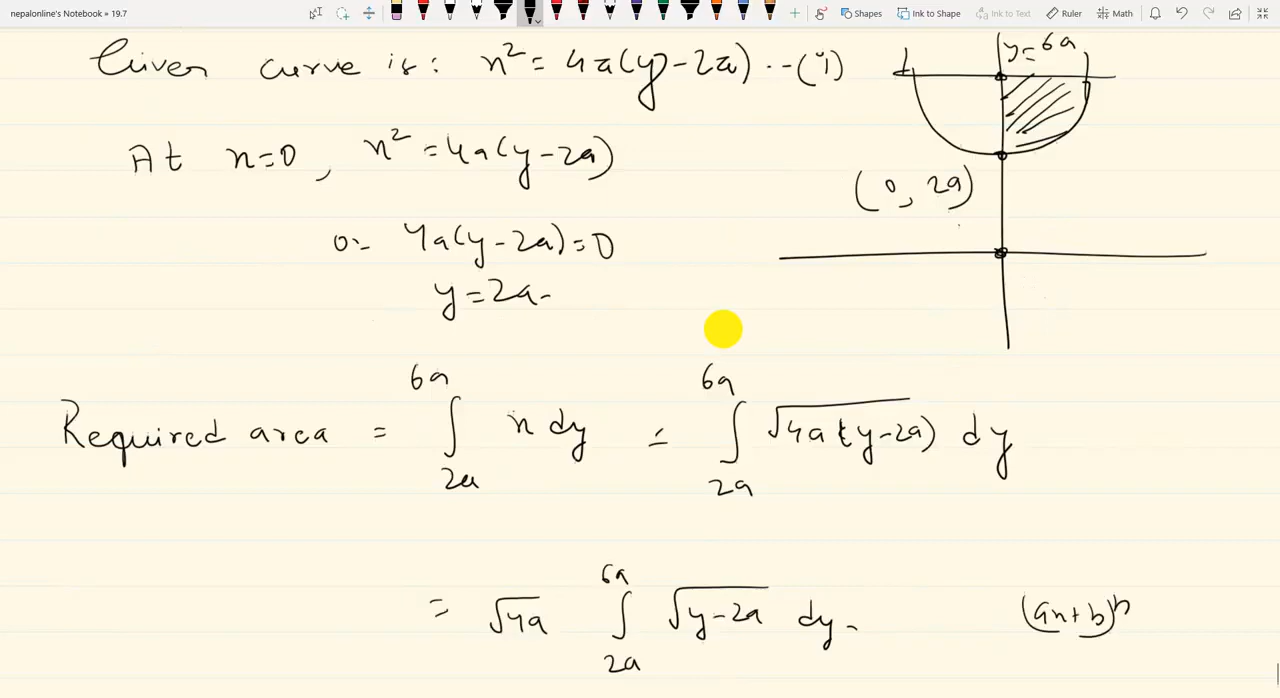 nepalonline's Notebook » 19.7
Shapes Ink to Shape Ink to Text Ruler Math
Given curve is: x² = 4a(y-2a) --(i)
y=6a
At x=0, x² = 4a(y-2a)
(0, 2a)
or 4a(y-2a)=0
y=2a-
Required area = ∫ 2a 6a x dy = ∫ 2a 6a √4a(y-2a) dy
= √4a ∫ 2a 6a √y-2a dy - (ax+b)ⁿ